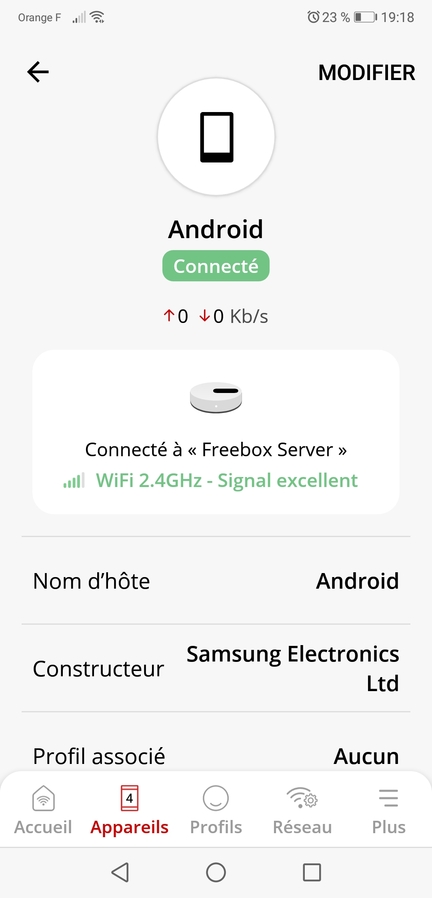 Orange F 23 % 19:18
MODIFIER
Android
Connecté
↑0 ↓0 Kb/s
Connecté à « Freebox Server »
WiFi 2.4GHz - Signal excellent
Nom d’hôte Android
Constructeur Samsung Electronics
Ltd
Profil associé Aucun
4
Accueil Appareils Profils Réseau Plus